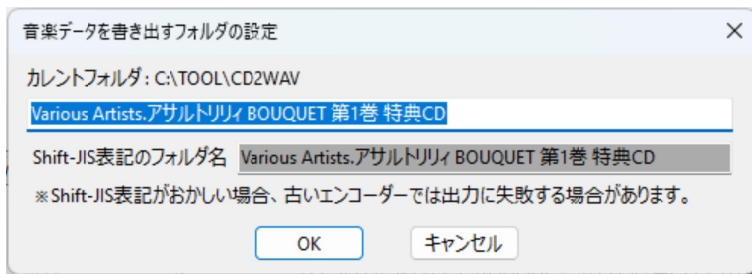 音楽データを書き出すフォルダの設定
カレントフォルダ: C:\TOOL\CD2WAV
Various Artists.アサルトリリィ BOUQUET 第1巻 特典CD
Shift-JIS表記のフォルダ名 Various Artists.アサルトリリィ BOUQUET 第1巻 特典CD
※Shift-JIS表記がおかしい場合、古いエンコーダーでは出力に失敗する場合があります。
OK キャンセル